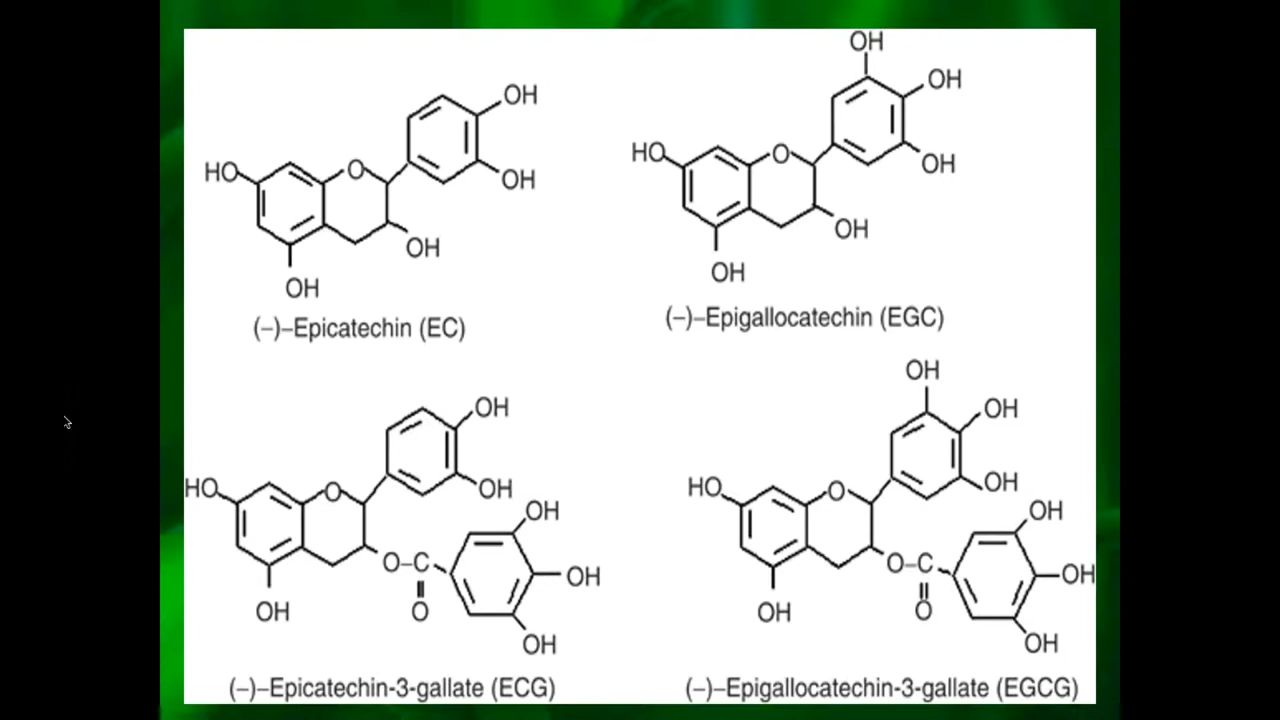 OH
OH
HO
O
OH
OH
(–)–Epicatechin (EC)
OH
OH
OH
HO
O
OH
OH
(–)–Epigallocatechin (EGC)
OH
OH
HO
O
O–C
O
OH
OH
OH
OH
(–)–Epicatechin-3-gallate (ECG)
OH
OH
OH
HO
O
O–C
O
OH
OH
OH
OH
(–)–Epigallocatechin-3-gallate (EGCG)